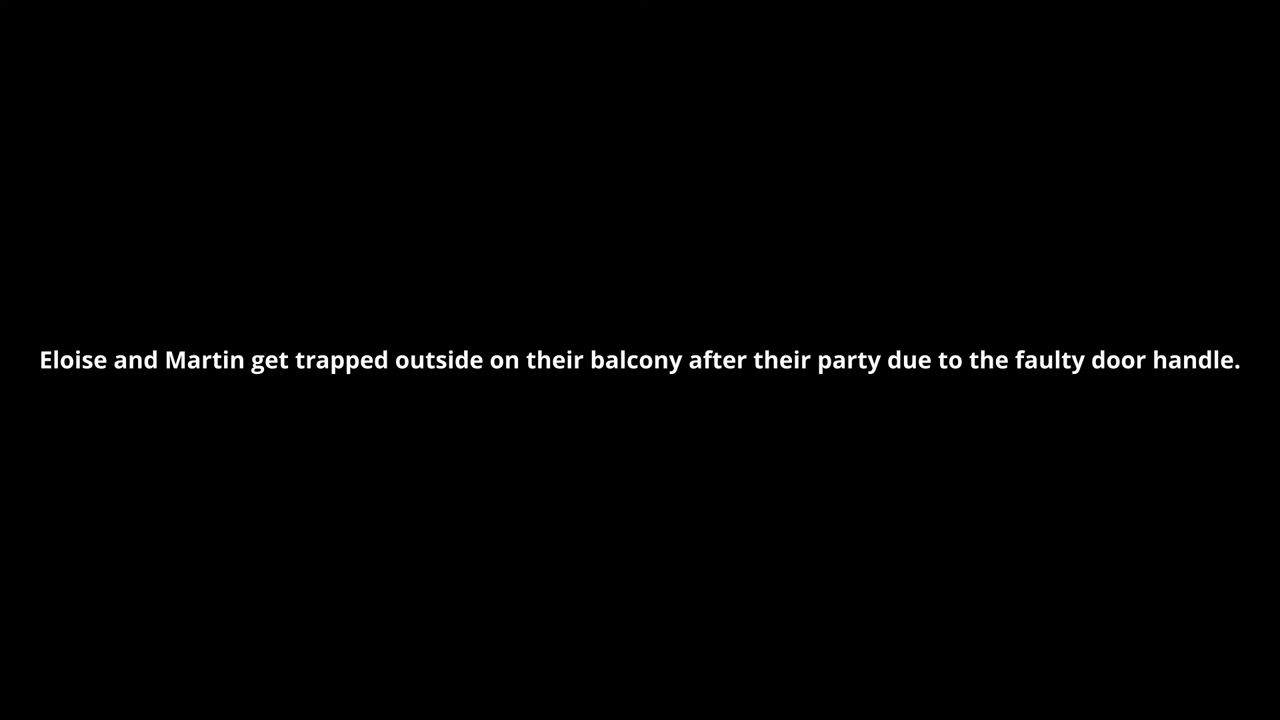 Eloise and Martin get trapped outside on their balcony after their party due to the faulty door handle.